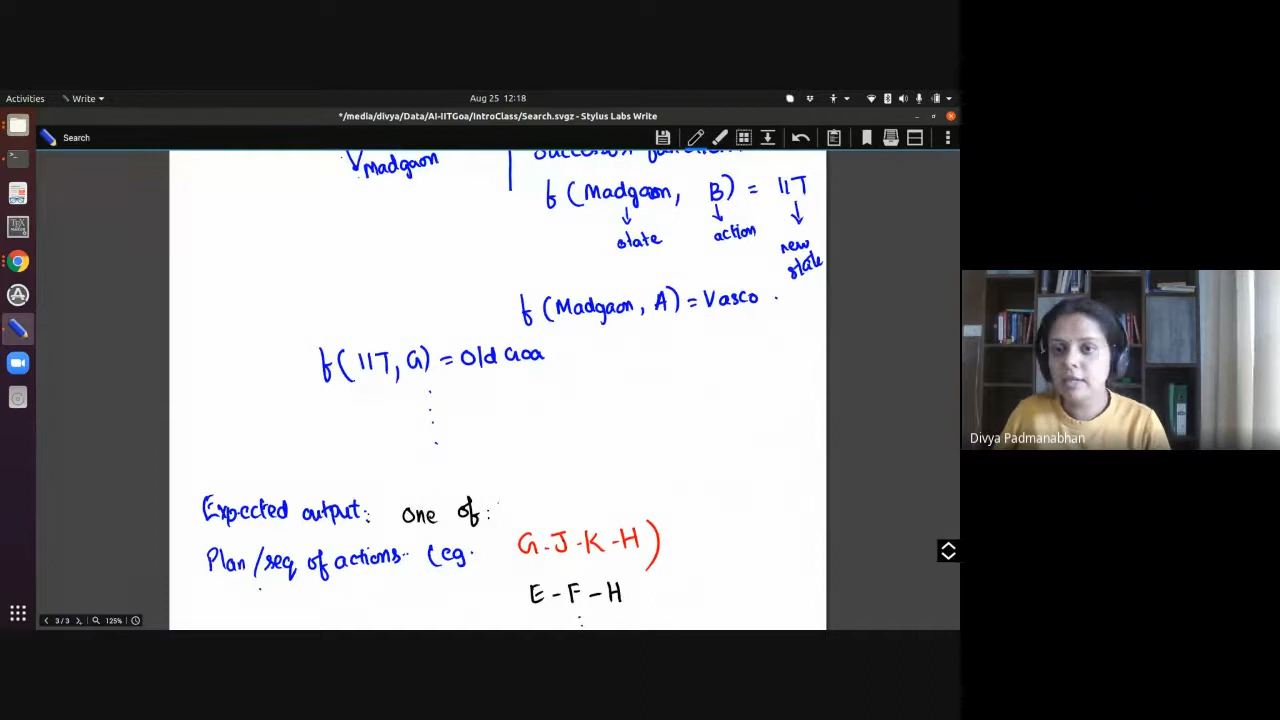 Activities
Write
Aug 25 12:18
*/media/divya/Data/AI-IITGoa/IntroClass/Search.svgz - Stylus Labs Write
Search
Madgaon
Successor function
f (Madgaon, B) = IIT
state
action
new
state
f (Madgaon, A) = Vasco .
f( IIT, G) = Old Goa
Expected output: one of:
Plan /seq of actions.. (eg. G-J-K-H)
E-F-H
Divya Padmanabhan
3/3
125%